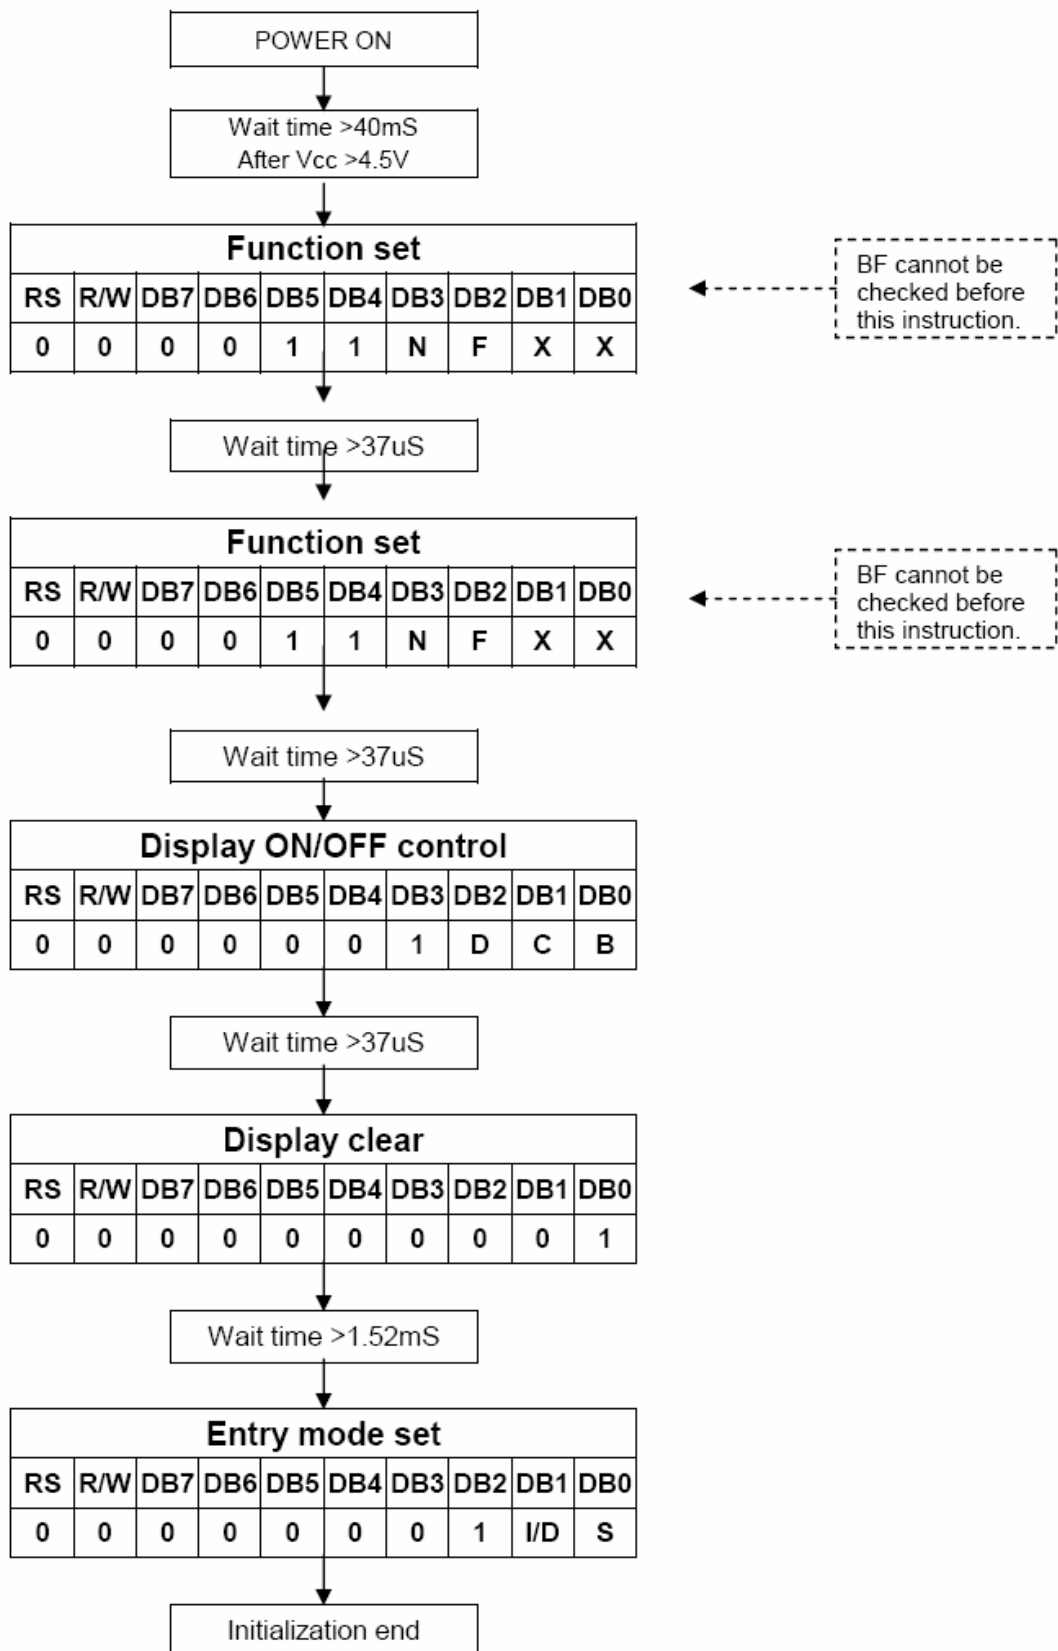 POWER ON
Wait time >40mS
After Vcc >4.5V
Function set
RS R/W DB7 DB6 DB5 DB4 DB3 DB2 DB1 DB0
0 0 0 0 1 1 N F X X
BF cannot be
checked before
this instruction.
Wait time >37uS
Function set
RS R/W DB7 DB6 DB5 DB4 DB3 DB2 DB1 DB0
0 0 0 0 1 1 N F X X
BF cannot be
checked before
this instruction.
Wait time >37uS
Display ON/OFF control
RS R/W DB7 DB6 DB5 DB4 DB3 DB2 DB1 DB0
0 0 0 0 0 0 1 D C B
Wait time >37uS
Display clear
RS R/W DB7 DB6 DB5 DB4 DB3 DB2 DB1 DB0
0 0 0 0 0 0 0 0 0 1
Wait time >1.52mS
Entry mode set
RS R/W DB7 DB6 DB5 DB4 DB3 DB2 DB1 DB0
0 0 0 0 0 0 0 1 I/D S
Initialization end